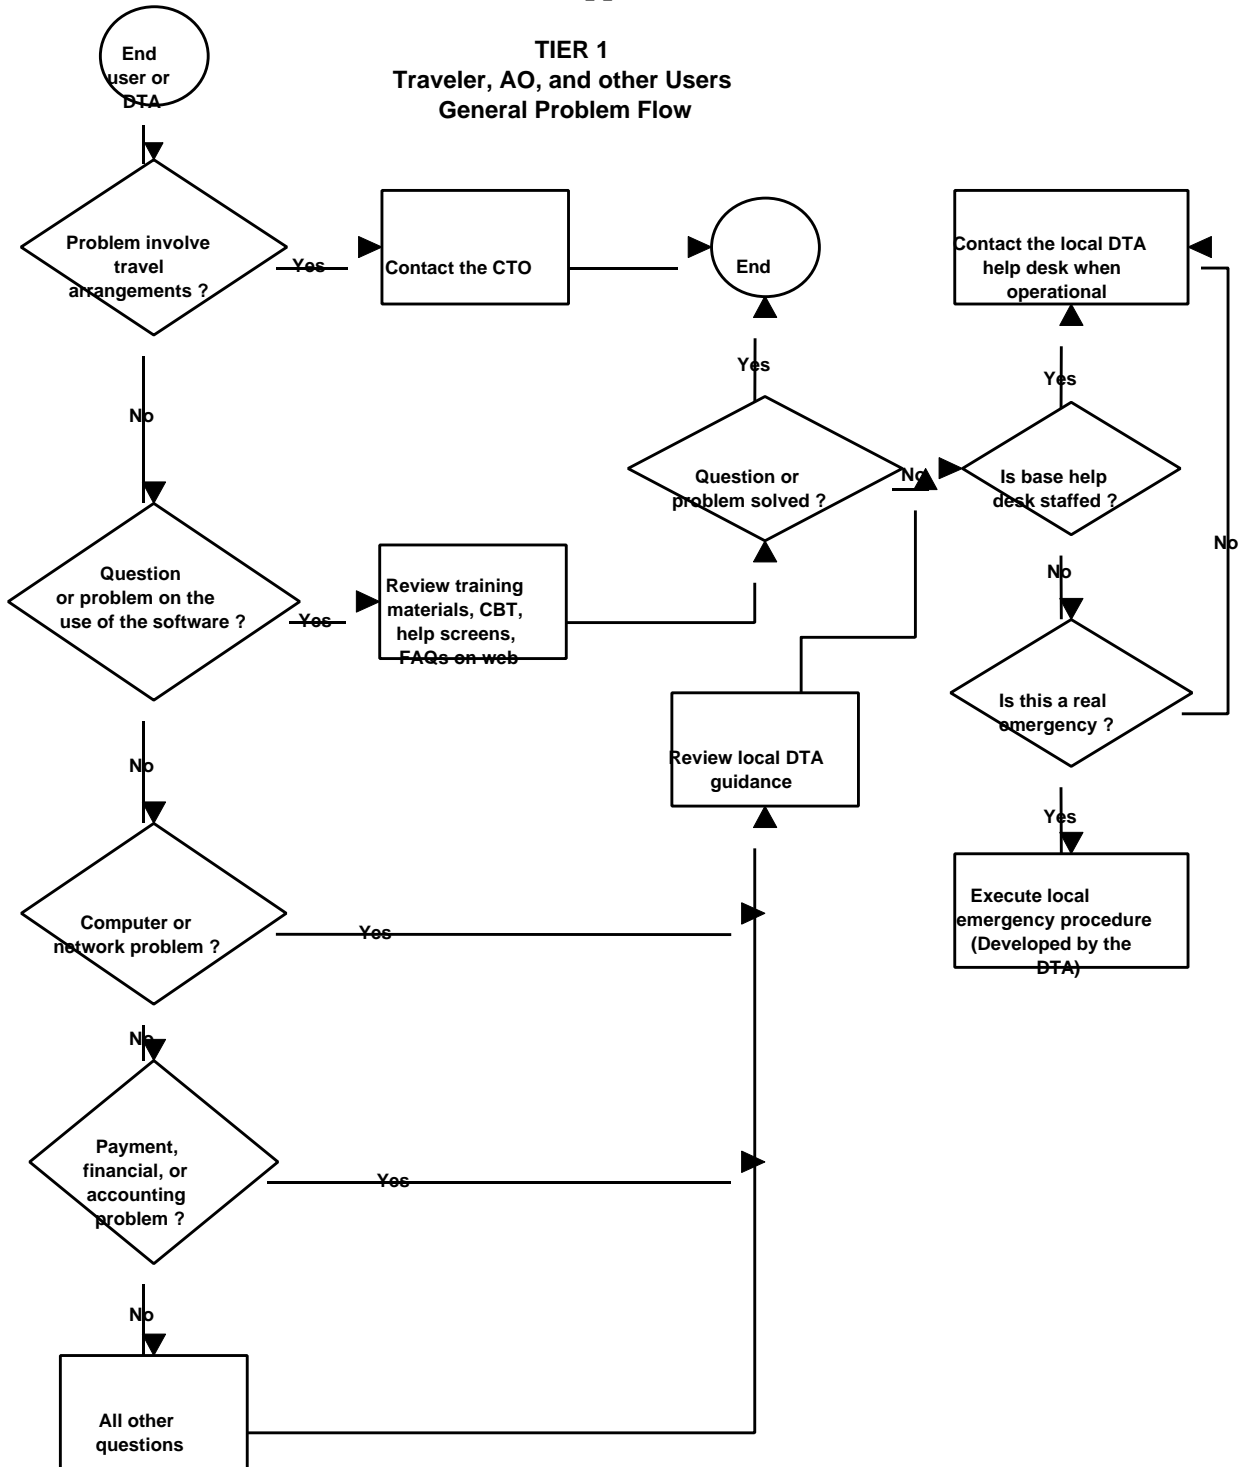 End
user or
DTA
TIER 1
Traveler, AO, and other Users
General Problem Flow
Problem involve
travel
arrangements ?
Yes
Contact the CTO
End
Contact the local DTA
help desk when
operational
No
Yes
Yes
Question or
problem solved ?
No
Is base help
desk staffed ?
No
No
Question
or problem on the
use of the software ?
Yes
Review training
materials, CBT,
help screens,
FAQs on web
Is this a real
emergency ?
No
Review local DTA
guidance
Yes
Computer or
network problem ?
Yes
Execute local
emergency procedure
(Developed by the
DTA)
No
Payment,
financial, or
accounting
problem ?
Yes
No
All other
questions